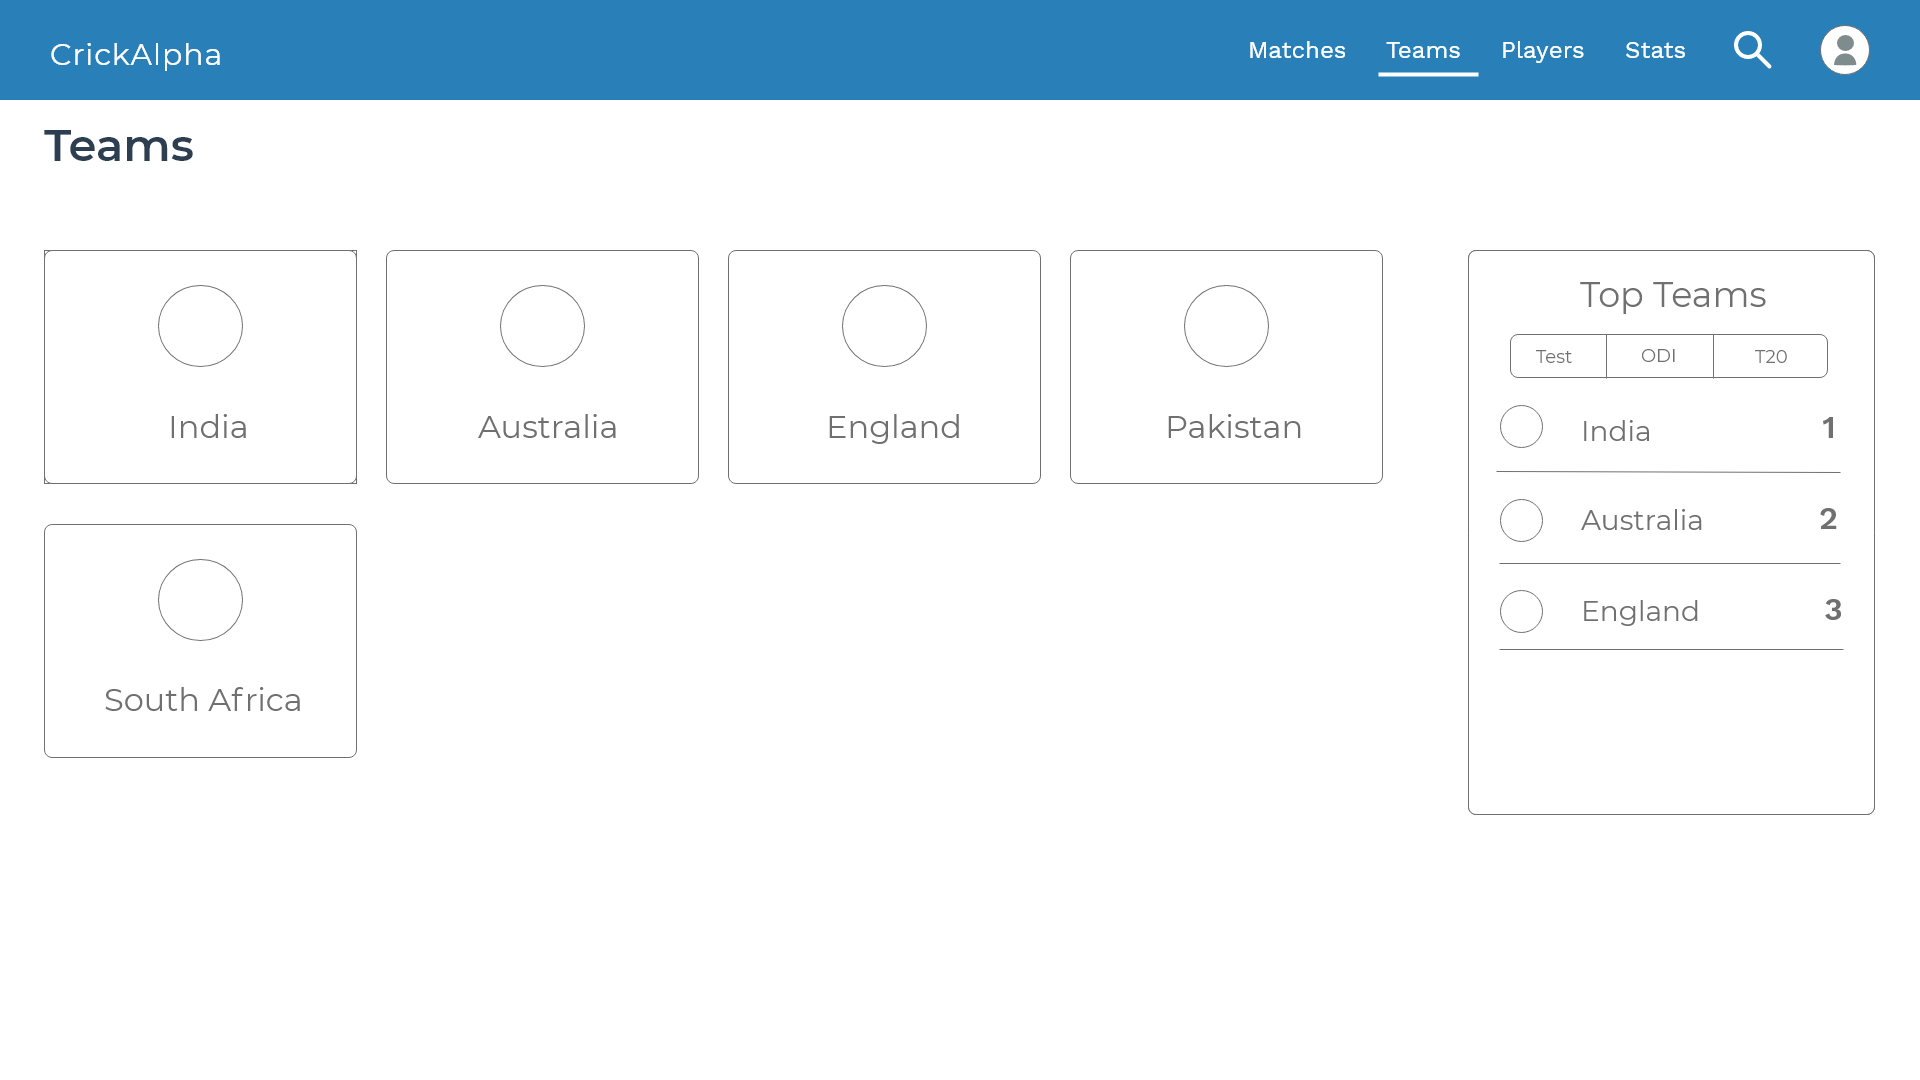 CrickAlpha
Matches Teams Players Stats
Teams
India
Australia
England
Pakistan
South Africa
Top Teams
Test ODI T20
India 1
Australia 2
England 3